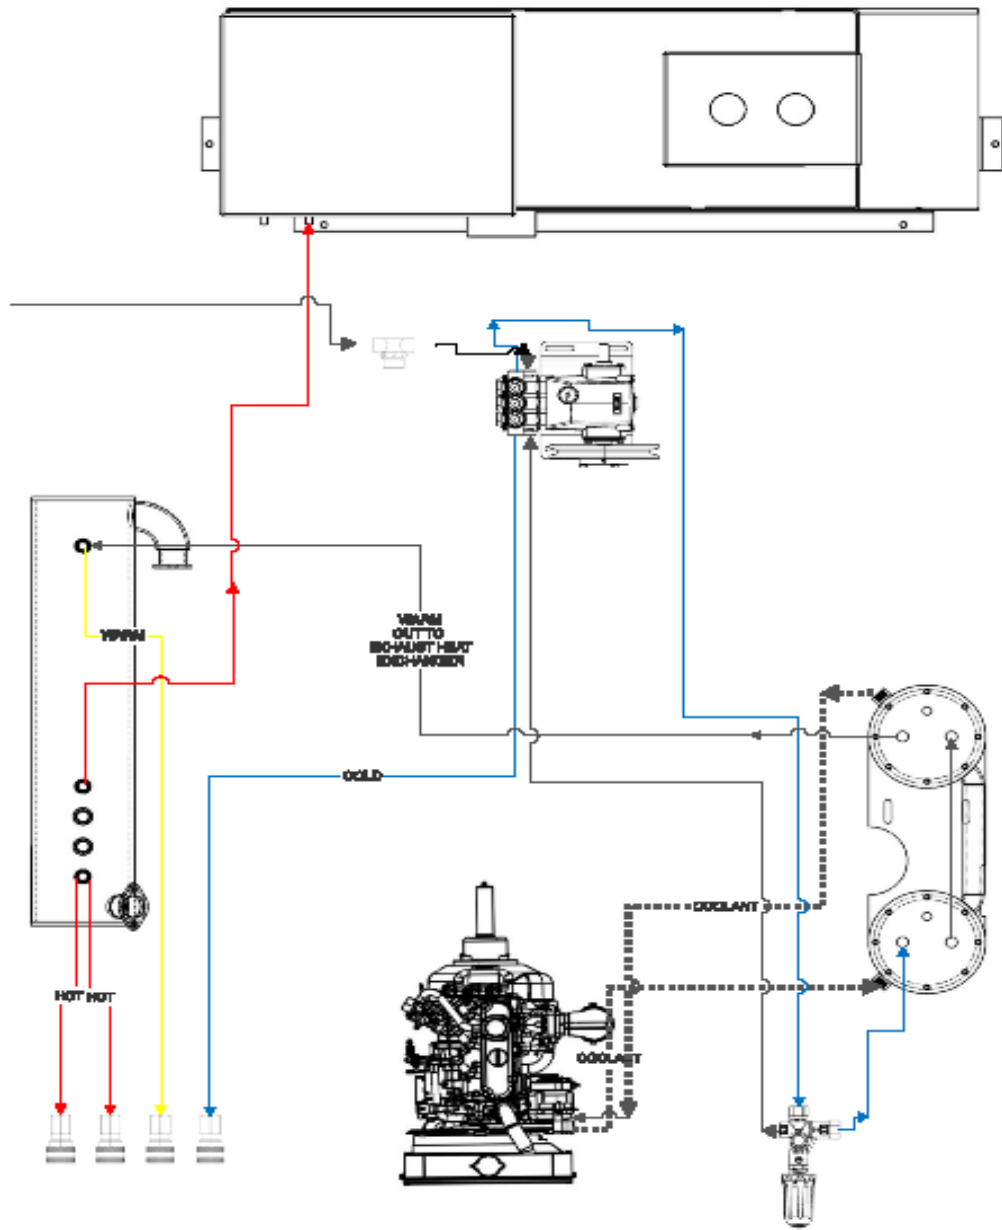 WARM
OUT TO
EXHAUST HEAT
EXCHANGER
WARM
COLD
COOLANT
HOT HOT
COOLANT